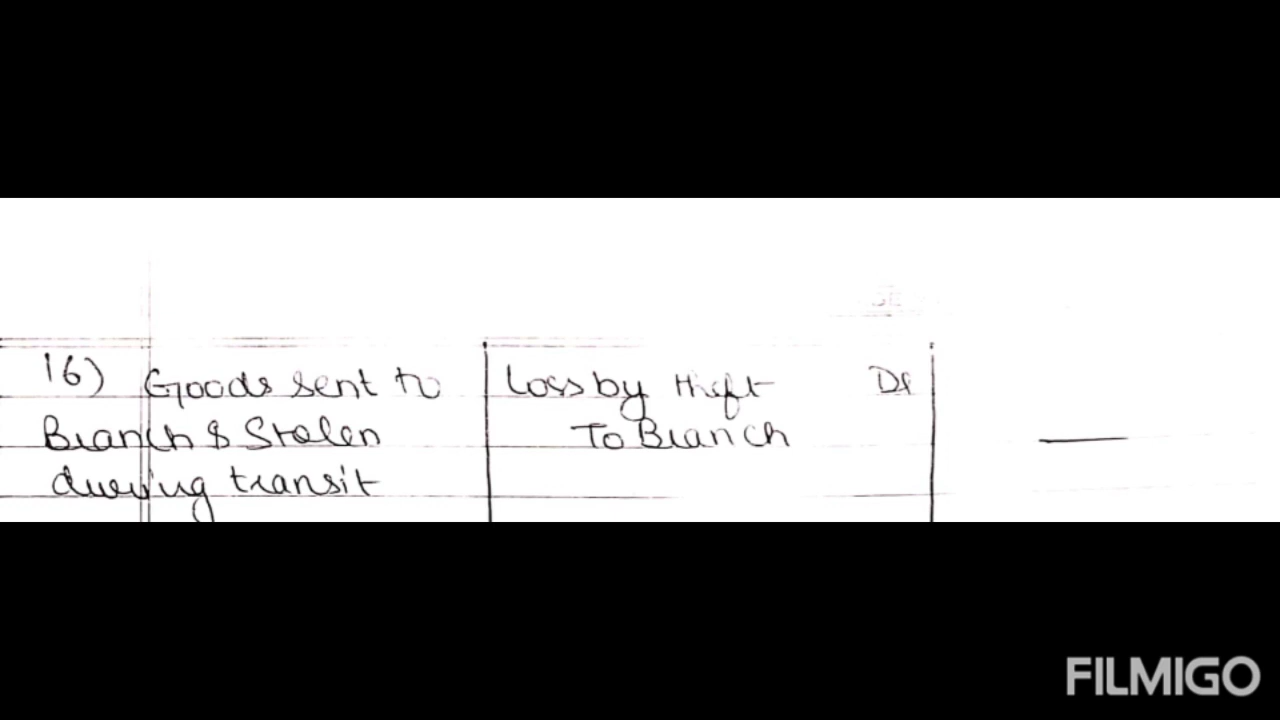 16) Goods sent to
Branch & Stolen
during transit
Loss by theft Dr
To Branch
FILMIGO